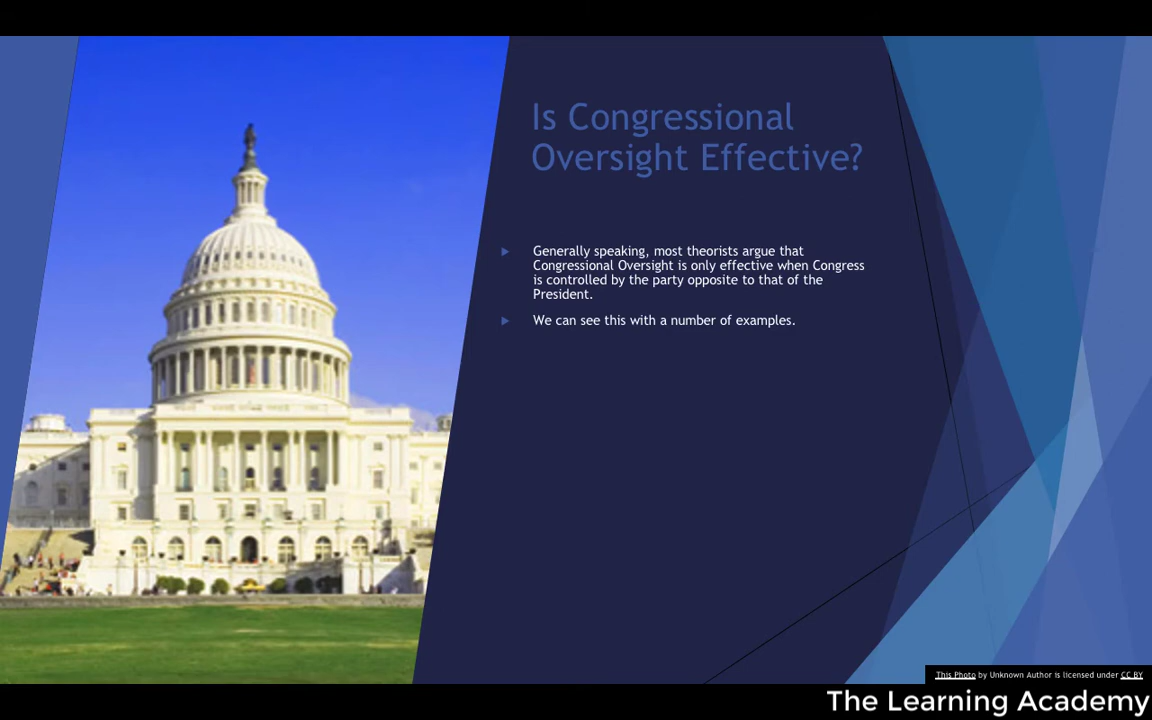 Is Congressional
Oversight Effective?
Generally speaking, most theorists argue that
Congressional Oversight is only effective when Congress
is controlled by the party opposite to that of the
President.
We can see this with a number of examples.
This Photo by Unknown Author is licensed under CC BY
The Learning Academy